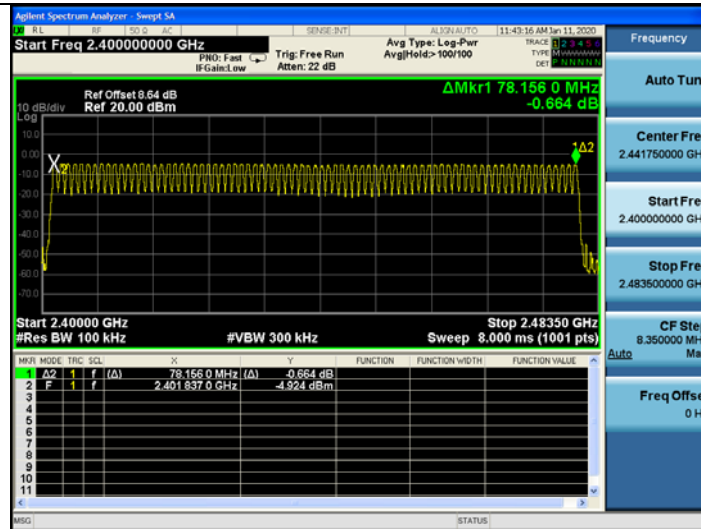 Agilent Spectrum Analyzer - Swept SA
RL RF 50 Ω AC SENSE:INT ALIGNAUTO 11:43:16 AM Jan 11, 2020
Start Freq 2.400000000 GHz
PNO: Fast
IFGain:Low
Trig: Free Run
Atten: 22 dB
Avg Type: Log-Pwr
Avg|Hold:>100/100
TRACE 1 2 3 4 5 6
TYPE M
DET P N N N N N
Frequency
ΔMkr1 78.156 0 MHz
-0.664 dB
Ref Offset 8.64 dB
10 dB/div Ref 20.00 dBm
Log
10.0
0.00
-10.0
-20.0
-30.0
-40.0
-50.0
-60.0
-70.0
X2
1Δ2
Start 2.40000 GHz Stop 2.48350 GHz
#Res BW 100 kHz #VBW 300 kHz Sweep 8.000 ms (1001 pts)
MKR MODE TRC SCL X Y FUNCTION FUNCTION WIDTH FUNCTION VALUE
1 Δ2 1 f (Δ) 78.156 0 MHz (Δ) -0.664 dB
2 F 1 f 2.401 837 0 GHz -4.924 dBm
3
4
5
6
7
8
9
10
11
MSG STATUS
Auto Tun
Center Fre
2.441750000 GH
Start Fre
2.400000000 GH
Stop Fre
2.483500000 GH
CF Ste
8.350000 MH
Auto Ma
Freq Offse
0 H